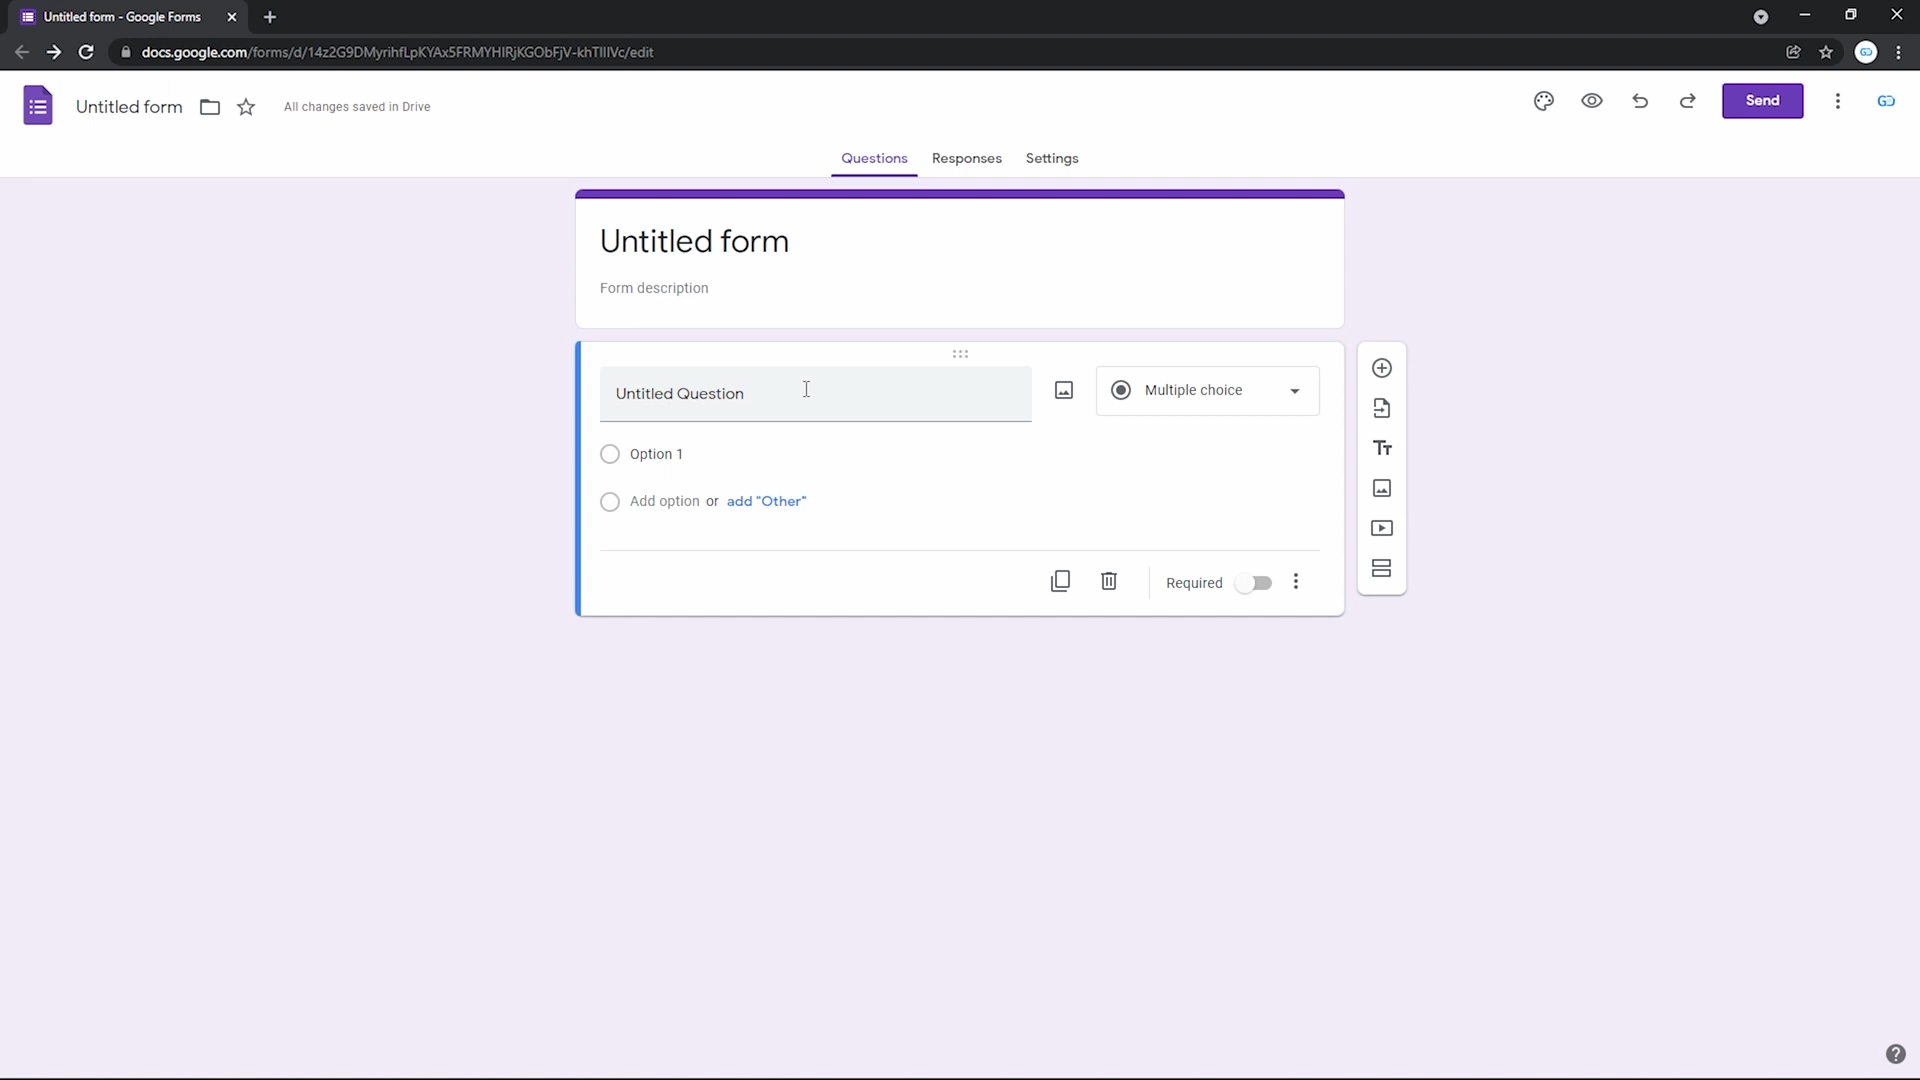 Untitled form - Google Forms
docs.google.com/forms/d/14z2G9DMyrihfLpKYAx5FRMYHIRjKGObFjV-khTIIIVc/edit
Untitled form
All changes saved in Drive
Send
Questions
Responses
Settings
Untitled form
Form description
Untitled Question
Multiple choice
Option 1
Add option or add "Other"
Required